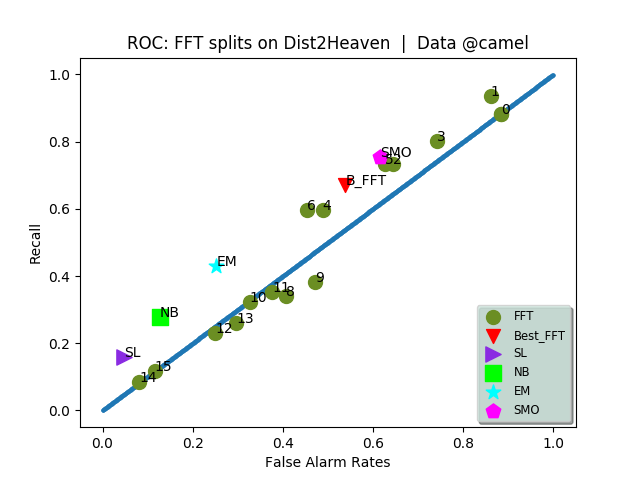 ROC: FFT splits on Dist2Heaven | Data @camel
Recall
1.0
0.8
0.6
0.4
0.2
0.0
1
0
3
SMO
5
2
B_FFT
6
4
EM
9
11
8
10
NB
13
12
SL
15
14
FFT
Best_FFT
SL
NB
EM
SMO
0.0
0.2
0.4
0.6
0.8
1.0
False Alarm Rates